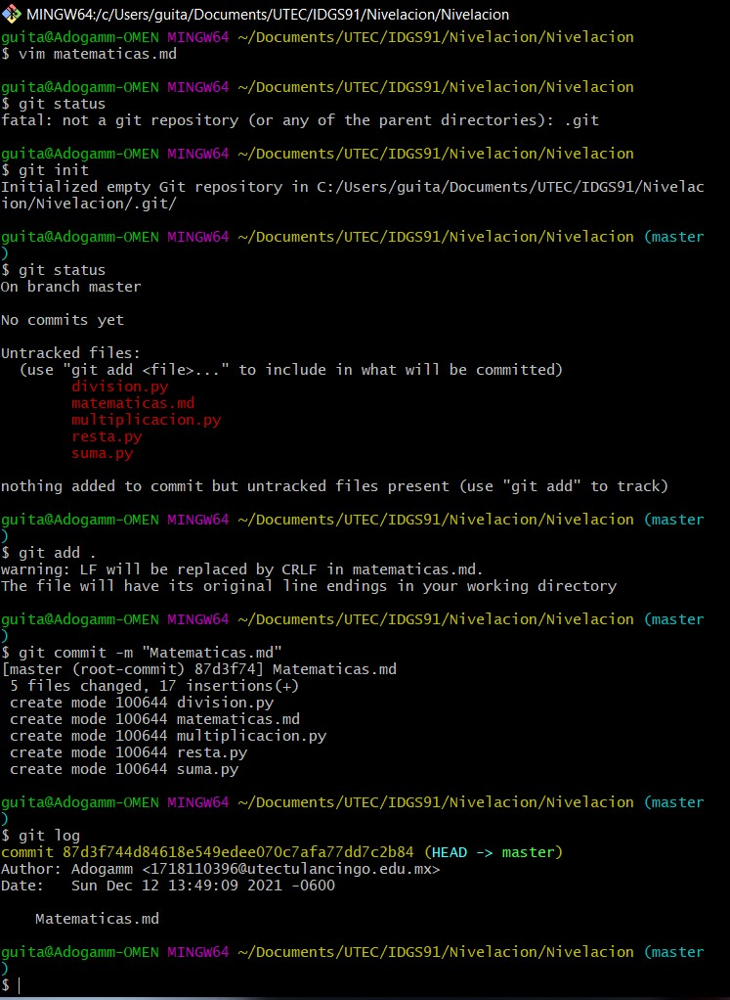 MINGW64:/c/Users/guita/Documents/UTEC/IDGS91/Nivelacion/Nivelacion
guita@Adogamm-OMEN MINGW64 ~/Documents/UTEC/IDGS91/Nivelacion/Nivelacion
$ vim matematicas.md
guita@Adogamm-OMEN MINGW64 ~/Documents/UTEC/IDGS91/Nivelacion/Nivelacion
$ git status
fatal: not a git repository (or any of the parent directories): .git
guita@Adogamm-OMEN MINGW64 ~/Documents/UTEC/IDGS91/Nivelacion/Nivelacion
$ git init
Initialized empty Git repository in C:/Users/guita/Documents/UTEC/IDGS91/Nivelac
ion/Nivelacion/.git/
guita@Adogamm-OMEN MINGW64 ~/Documents/UTEC/IDGS91/Nivelacion/Nivelacion (master
)
$ git status
On branch master
No commits yet
Untracked files:
  (use "git add <file>..." to include in what will be committed)
        division.py
        matematicas.md
        multiplicacion.py
        resta.py
        suma.py
nothing added to commit but untracked files present (use "git add" to track)
guita@Adogamm-OMEN MINGW64 ~/Documents/UTEC/IDGS91/Nivelacion/Nivelacion (master
)
$ git add .
warning: LF will be replaced by CRLF in matematicas.md.
The file will have its original line endings in your working directory
guita@Adogamm-OMEN MINGW64 ~/Documents/UTEC/IDGS91/Nivelacion/Nivelacion (master
)
$ git commit -m "Matematicas.md"
[master (root-commit) 87d3f74] Matematicas.md
 5 files changed, 17 insertions(+)
 create mode 100644 division.py
 create mode 100644 matematicas.md
 create mode 100644 multiplicacion.py
 create mode 100644 resta.py
 create mode 100644 suma.py
guita@Adogamm-OMEN MINGW64 ~/Documents/UTEC/IDGS91/Nivelacion/Nivelacion (master
)
$ git log
commit 87d3f744d84618e549edee070c7afa77dd7c2b84 (HEAD -> master)
Author: Adogamm <1718110396@utectulancingo.edu.mx>
Date:   Sun Dec 12 13:49:09 2021 -0600
    Matematicas.md
guita@Adogamm-OMEN MINGW64 ~/Documents/UTEC/IDGS91/Nivelacion/Nivelacion (master
)
$